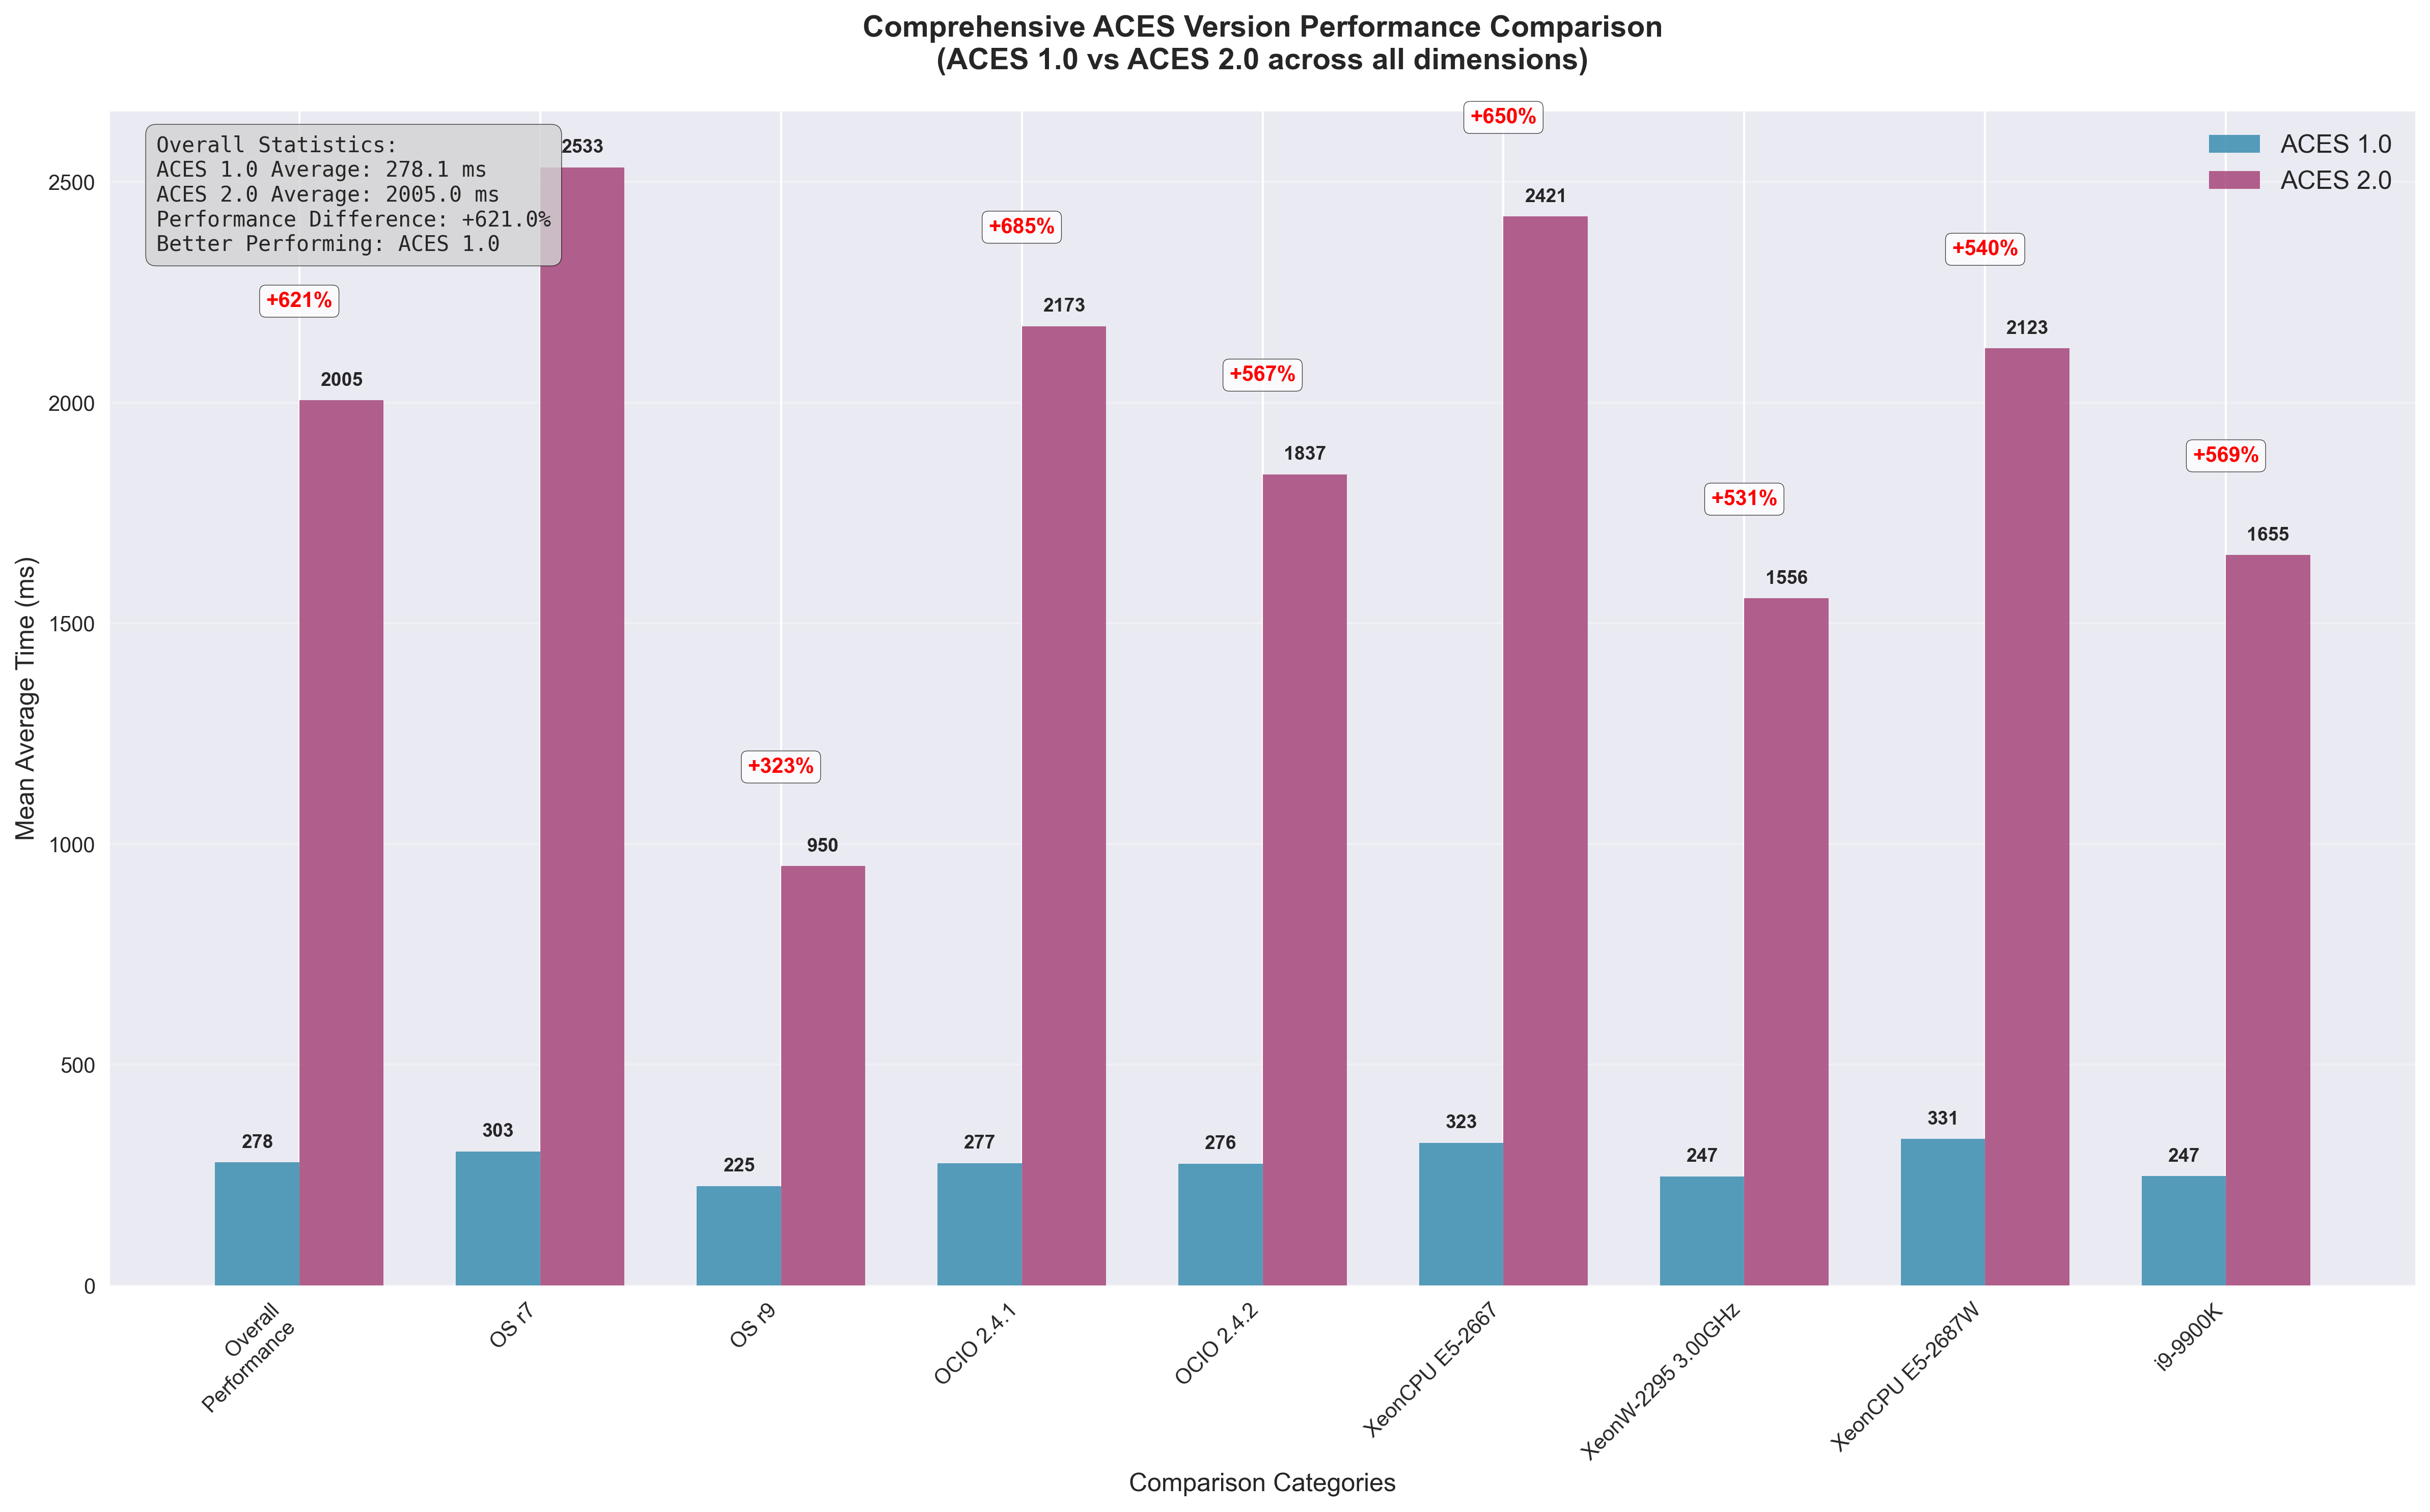 Comprehensive ACES Version Performance Comparison
(ACES 1.0 vs ACES 2.0 across all dimensions)
Overall Statistics:
ACES 1.0 Average: 278.1 ms
ACES 2.0 Average: 2005.0 ms
Performance Difference: +621.0%
Better Performing: ACES 1.0
ACES 1.0
ACES 2.0
Mean Average Time (ms)
2500
2000
1500
1000
500
0
+621%
+323%
+685%
+567%
+650%
+531%
+540%
+569%
278
2005
303
2533
225
950
277
2173
276
1837
323
2421
247
1556
331
2123
247
1655
Overall
Performance
OS r7
OS r9
OCIO 2.4.1
OCIO 2.4.2
XeonCPU E5-2667
XeonW-2295 3.00GHz
XeonCPU E5-2687W
i9-9900K
Comparison Categories